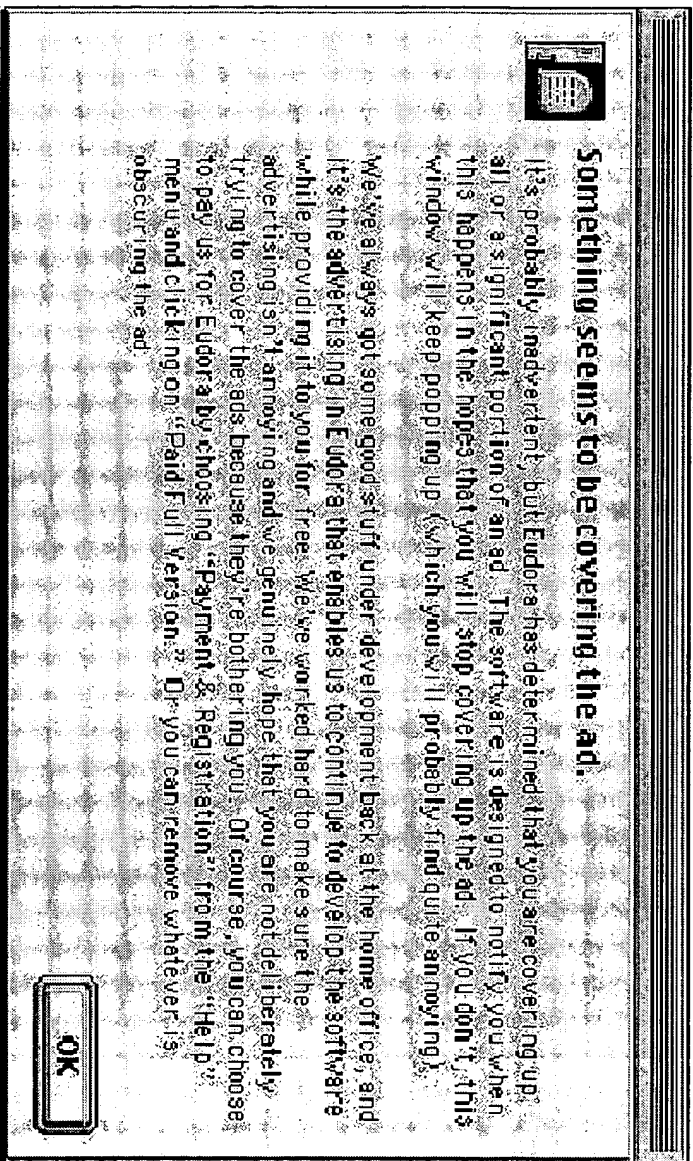 Something seems to be covering the ad.
It's probably inadvertent, but Eudora has determined that you are covering up
all or a significant portion of an ad. The software is designed to notify you when
this happens in the hopes that you will stop covering up the ad. If you don't, this
window will keep popping up (which you will probably find quite annoying).
We've always got some good stuff under development back at the home office, and
it's the advertising in Eudora that enables us to continue to develop the software
while providing it to you for free. We've worked hard to make sure the
advertising isn't annoying and we genuinely hope that you are not deliberately
trying to cover the ads because they're bothering you. Of course, you can choose
to pay us for Eudora by choosing “Payment & Registration” from the “Help”
menu and clicking on “Paid Full Version.” Or you can remove whatever is
obscuring the ad.
OK